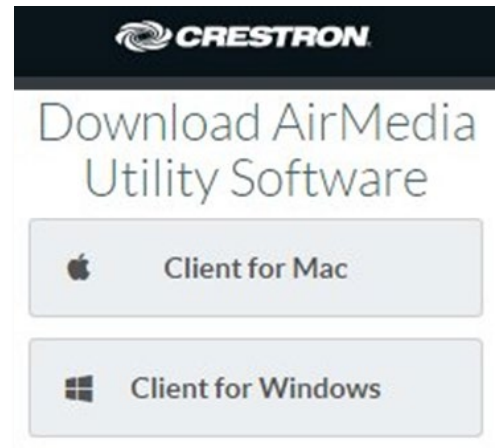 CRESTRON
Download AirMedia
Utility Software
Client for Mac
Client for Windows